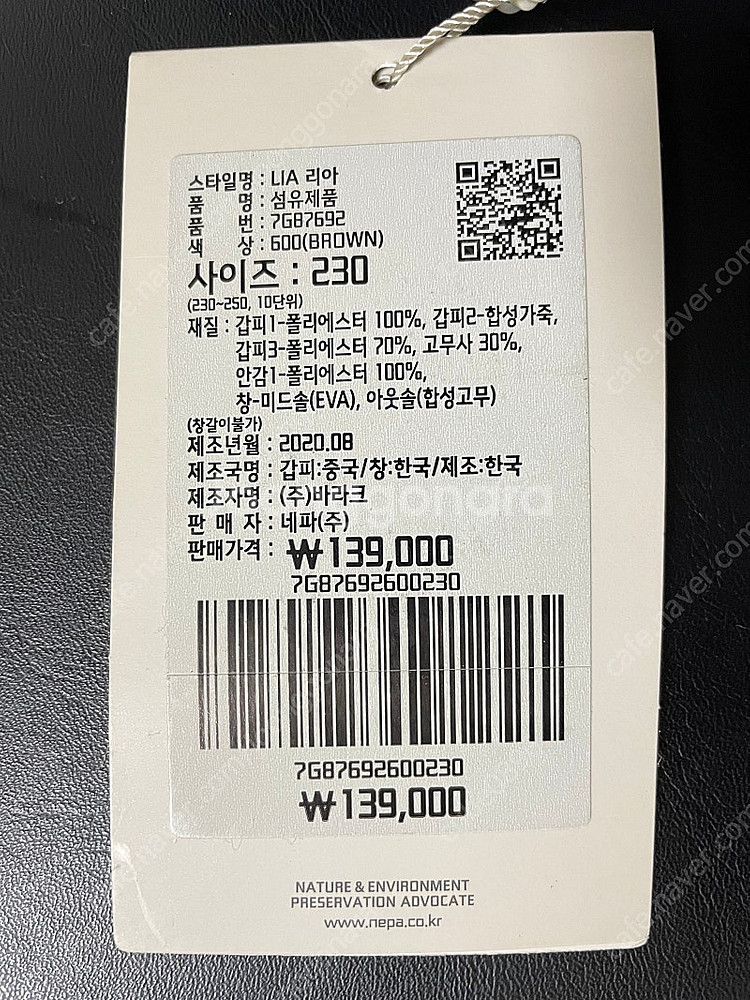 스타일명 : LIA 리아
품 명 : 섬유제품
품 번 : 7G87692
색 상 : 600(BROWN)
사이즈 : 230
(230~250, 10단위)
재질 : 갑피1-폴리에스터 100%, 갑피2-합성가죽,
갑피3-폴리에스터 70%, 고무사 30%,
안감1-폴리에스터 100%,
창-미드솔(EVA), 아웃솔(합성고무)
(창갈이불가)
제조년월 : 2020.08
제조국명 : 갑피:중국/창:한국/제조:한국
제조자명 : (주)바라크
판 매 자 : 네파(주)
판매가격 : ₩139,000
7G87692600230
7G87692600230
₩139,000
NATURE & ENVIRONMENT
PRESERVATION ADVOCATE
www.nepa.co.kr
cafe.naver.com